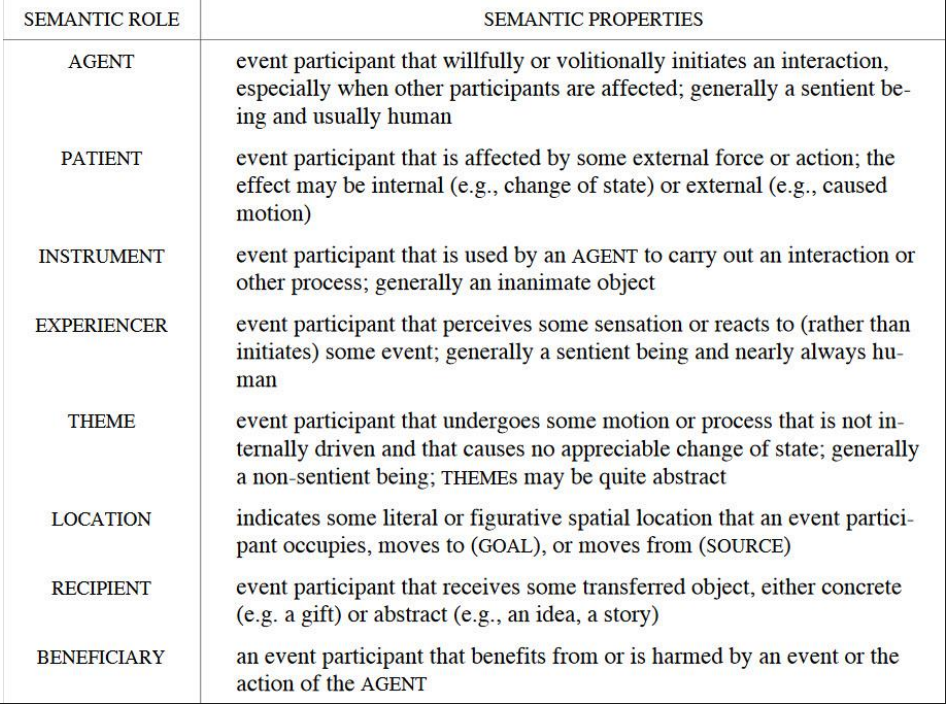 SEMANTIC ROLE SEMANTIC PROPERTIES
AGENT event participant that willfully or volitionally initiates an interaction,
especially when other participants are affected; generally a sentient be-
ing and usually human
PATIENT event participant that is affected by some external force or action; the
effect may be internal (e.g., change of state) or external (e.g., caused
motion)
INSTRUMENT event participant that is used by an AGENT to carry out an interaction or
other process; generally an inanimate object
EXPERIENCER event participant that perceives some sensation or reacts to (rather than
initiates) some event; generally a sentient being and nearly always hu-
man
THEME event participant that undergoes some motion or process that is not in-
ternally driven and that causes no appreciable change of state; generally
a non-sentient being; THEMEs may be quite abstract
LOCATION indicates some literal or figurative spatial location that an event partici-
pant occupies, moves to (GOAL), or moves from (SOURCE)
RECIPIENT event participant that receives some transferred object, either concrete
(e.g. a gift) or abstract (e.g., an idea, a story)
BENEFICIARY an event participant that benefits from or is harmed by an event or the
action of the AGENT